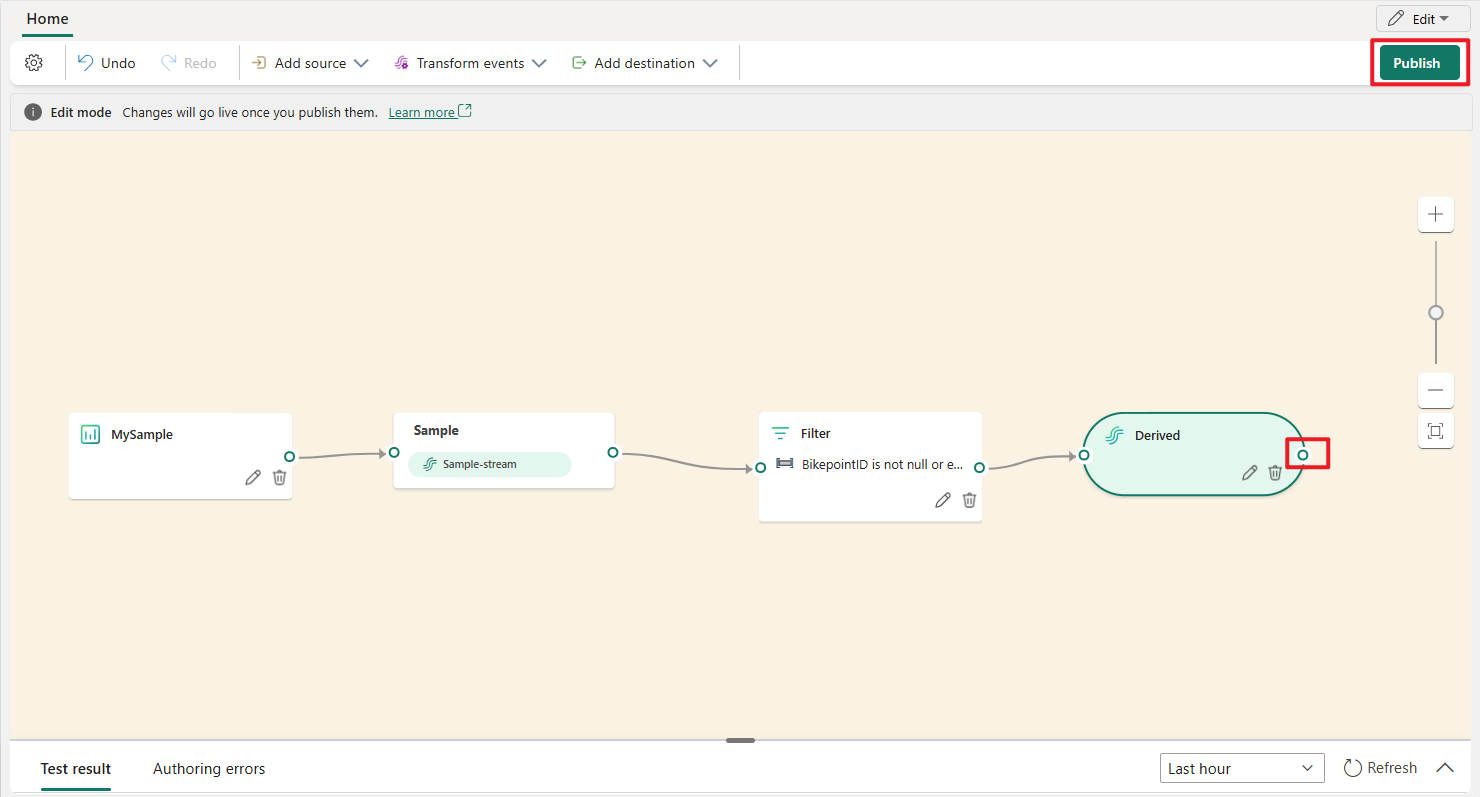 Home
Edit
Undo
Redo
Add source
Transform events
Add destination
Publish
Edit mode Changes will go live once you publish them. Learn more
MySample
Sample
Sample-stream
Filter
BikepointID is not null or e...
Derived
Test result
Authoring errors
Last hour
Refresh